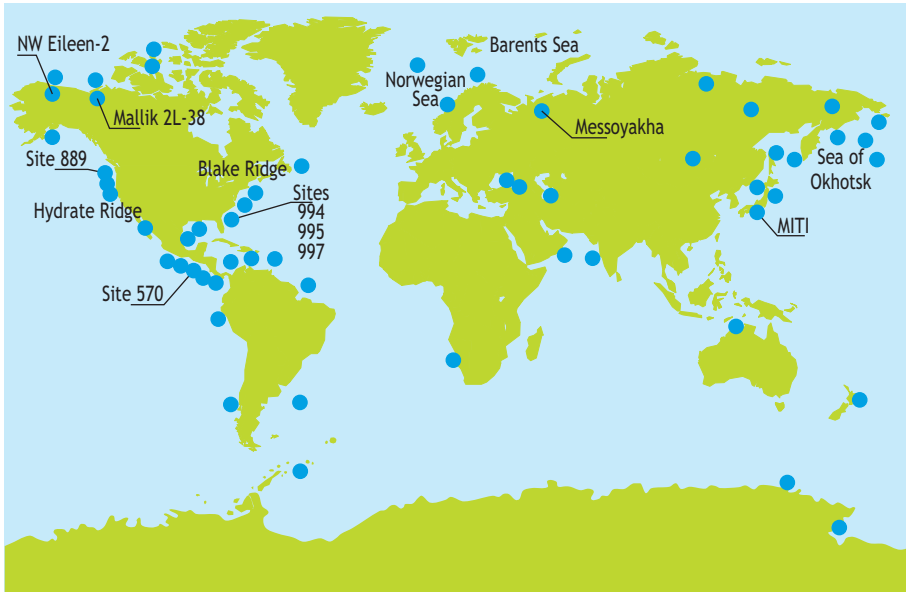 NW Eileen-2
Mallik 2L-38
Site 889
Hydrate Ridge
Blake Ridge
Sites
994
995
997
Site 570
Barents Sea
Norwegian
Sea
Messoyakha
Sea of
Okhotsk
MITI